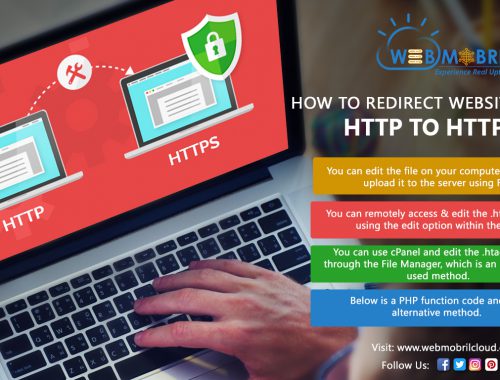 WEBMOBRI
Experience Real Up
HOW TO REDIRECT WEBSI
HTTP TO HTTP
HTTP
HTTPS
You can edit the file on your compute
upload it to the server using F
You can remotely access & edit the .h
using the edit option within the
You can use cPanel and edit the .hta
through the File Manager, which is an
used method.
Below is a PHP function code an
alternative method.
Visit: www.webmobrilcloud.
Follow Us: